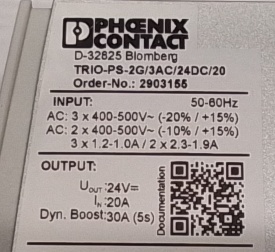 PHŒNIX
CONTACT
D-32825 Blomberg
TRIO-PS-2G/3AC/24DC/20
Order-No.: 2903155
INPUT: 50-60Hz
AC: 3 x 400-500V~ (-20% / +15%)
AC: 2 x 400-500V~ (-10% / +15%)
3 x 1.2-1.0A / 2 x 2.3-1.9A
OUTPUT:
UOUT:24V=
IN:20A
Dyn. Boost:30A (5s)
Documentation